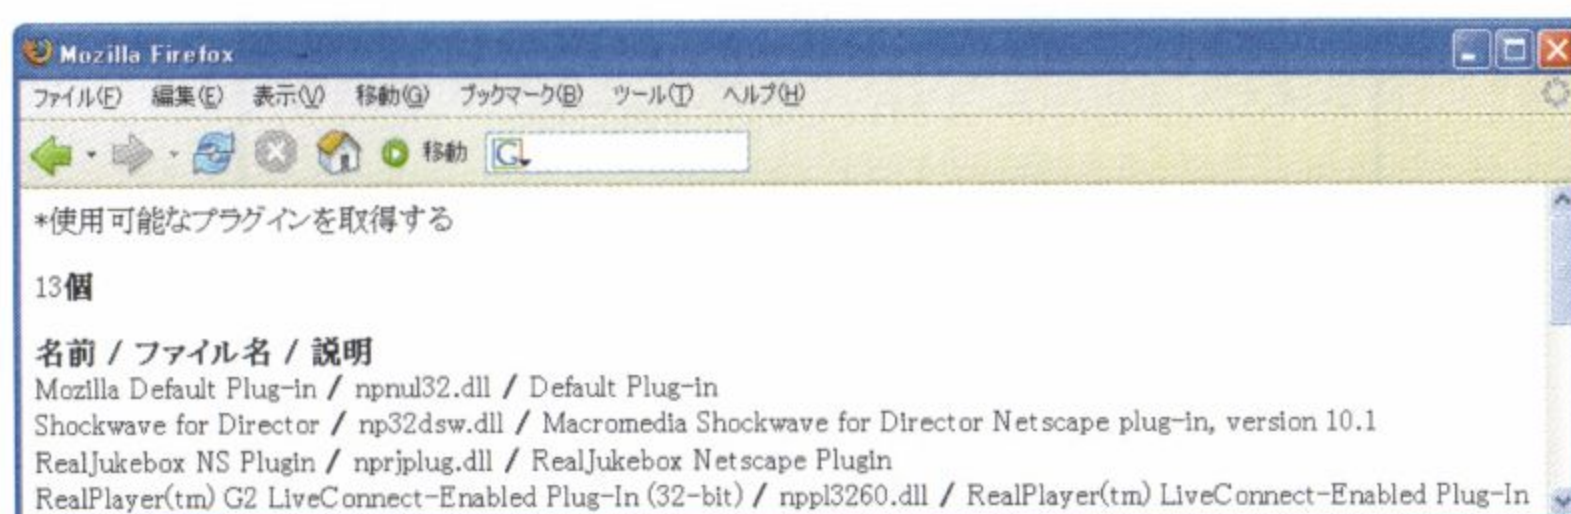 Mozilla Firefox
ファイル(F) 編集(E) 表示(V) 移動(G) ブックマーク(B) ツール(T) ヘルプ(H)
移動 G
*使用可能なプラグインを取得する
13個
名前 / ファイル名 / 説明
Mozilla Default Plug-in / npnul32.dll / Default Plug-in
Shockwave for Director / np32dsw.dll / Macromedia Shockwave for Director Netscape plug-in, version 10.1
RealJukebox NS Plugin / nprjplug.dll / RealJukebox Netscape Plugin
RealPlayer(tm) G2 LiveConnect-Enabled Plug-In (32-bit) / nppl3260.dll / RealPlayer(tm) LiveConnect-Enabled Plug-In